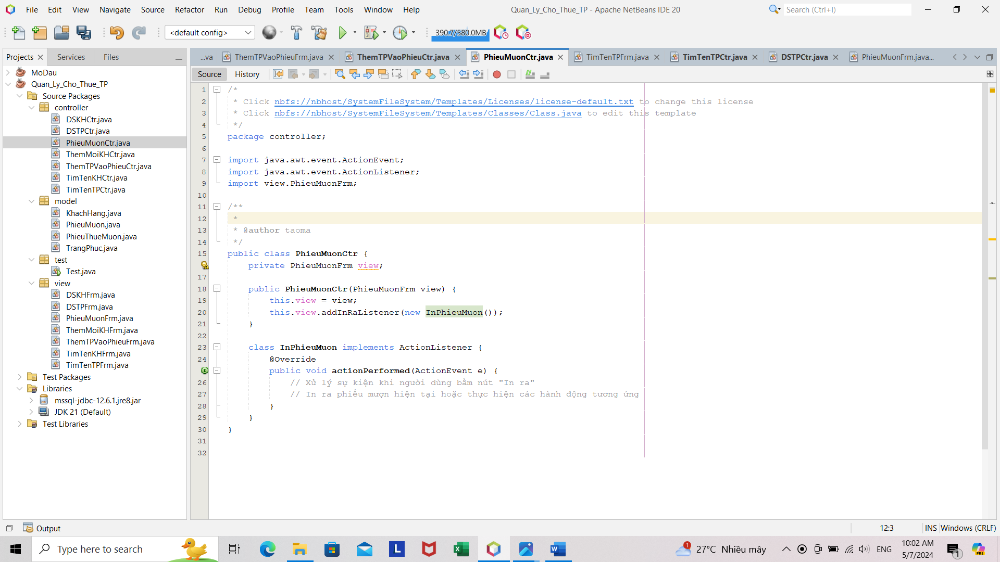 File Edit View Navigate Source Refactor Run Debug Profile Team Tools Window Help
Quan_Ly_Cho_Thue_TP - Apache NetBeans IDE 20
Search (Ctrl+I)
<default config>
390.7/580.0MB
Projects Services Files
...va ThemTPVaoPhieuFrm.java ThemTPVaoPhieuCtr.java PhieuMuonCtr.java TimTenTPFrm.java TimTenTPCtr.java DSTPCtr.java PhieuMuonFrm.java...
Source History
MoDau
Quan_Ly_Cho_Thue_TP
Source Packages
controller
DSKHCtr.java
DSTPCtr.java
PhieuMuonCtr.java
ThemMoiKHCtr.java
ThemTPVaoPhieuCtr.java
TimTenKHCtr.java
TimTenTPCtr.java
model
KhachHang.java
PhieuMuon.java
PhieuThueMuon.java
TrangPhuc.java
test
Test.java
view
DSKHFrm.java
DSTPFrm.java
PhieuMuonFrm.java
ThemMoiKHFrm.java
ThemTPVaoPhieuFrm.java
TimTenKHFrm.java
TimTenTPFrm.java
Test Packages
Libraries
mssql-jdbc-12.6.1.jre8.jar
JDK 21 (Default)
Test Libraries
1 /*
2 * Click nbfs://nbhost/SystemFileSystem/Templates/Licenses/license-default.txt to change this license
3 * Click nbfs://nbhost/SystemFileSystem/Templates/Classes/Class.java to edit this template
4 */
5 package controller;
6
7 import java.awt.event.ActionEvent;
8 import java.awt.event.ActionListener;
9 import view.PhieuMuonFrm;
10
11 /**
12 *
13 * @author taoma
14 */
15 public class PhieuMuonCtr {
private PhieuMuonFrm view;
17
18 public PhieuMuonCtr(PhieuMuonFrm view) {
19 this.view = view;
20 this.view.addInRaListener(new InPhieuMuon());
21 }
22
23 class InPhieuMuon implements ActionListener {
24 @Override
public void actionPerformed(ActionEvent e) {
26 // Xử lý sự kiện khi người dùng bấm nút "In ra"
27 // In ra phiếu mượn hiện tại hoặc thực hiện các hành động tương ứng
28 }
29 }
30 }
31
32
Output
12:3 INS Windows (CRLF)
Type here to search
1
27°C Nhiều mây
ENG
10:02 AM
5/7/2024
1
PRE